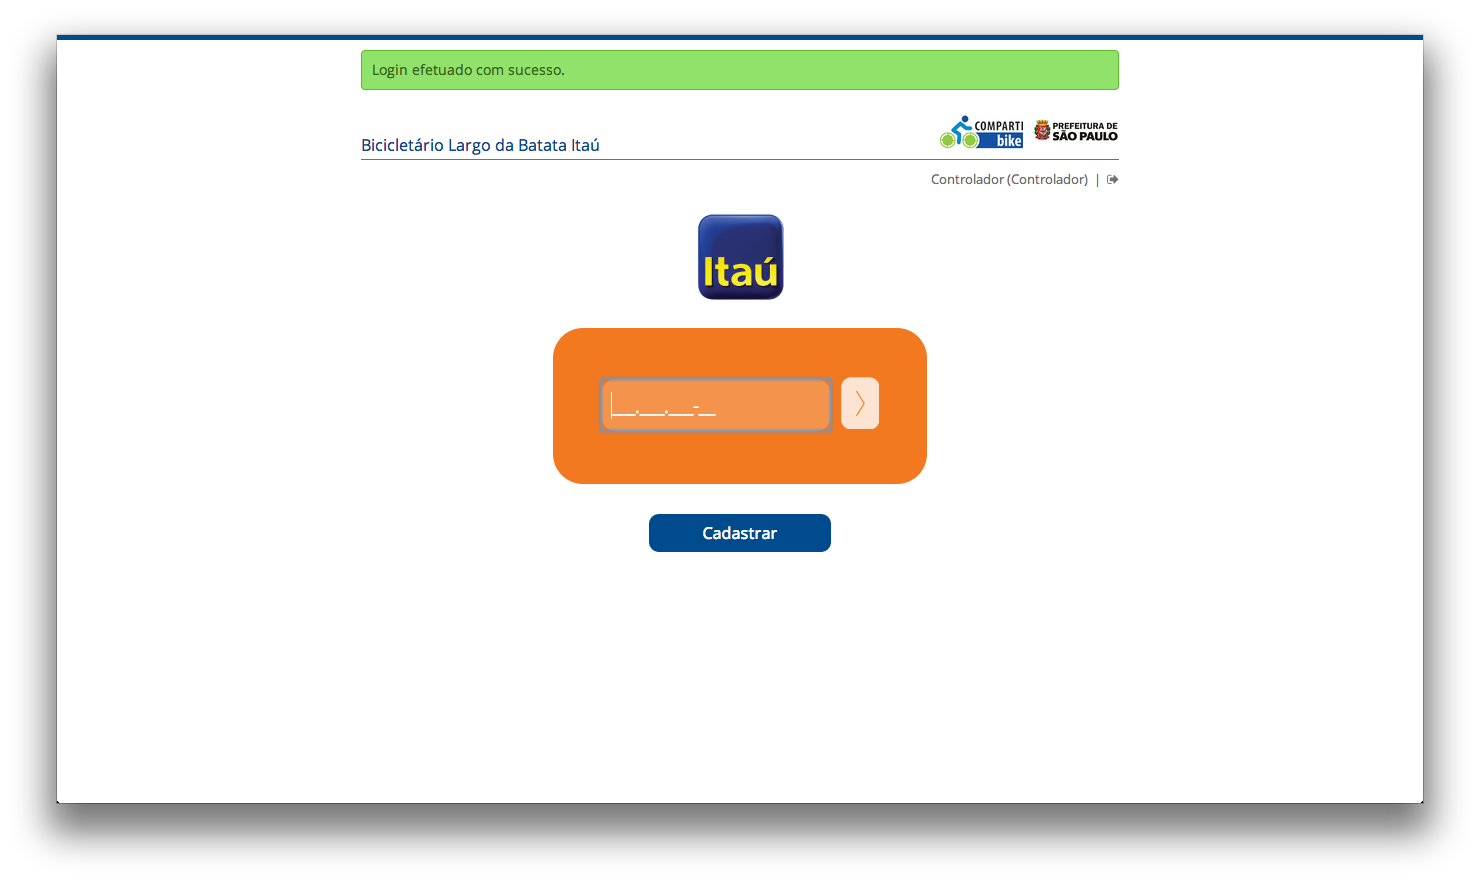 Login efetuado com sucesso.
COMPARTI
bike
PREFEITURA DE
SÃO PAULO
Bicicletário Largo da Batata Itaú
Controlador (Controlador) |
Itaú
___.___.___-__
Cadastrar